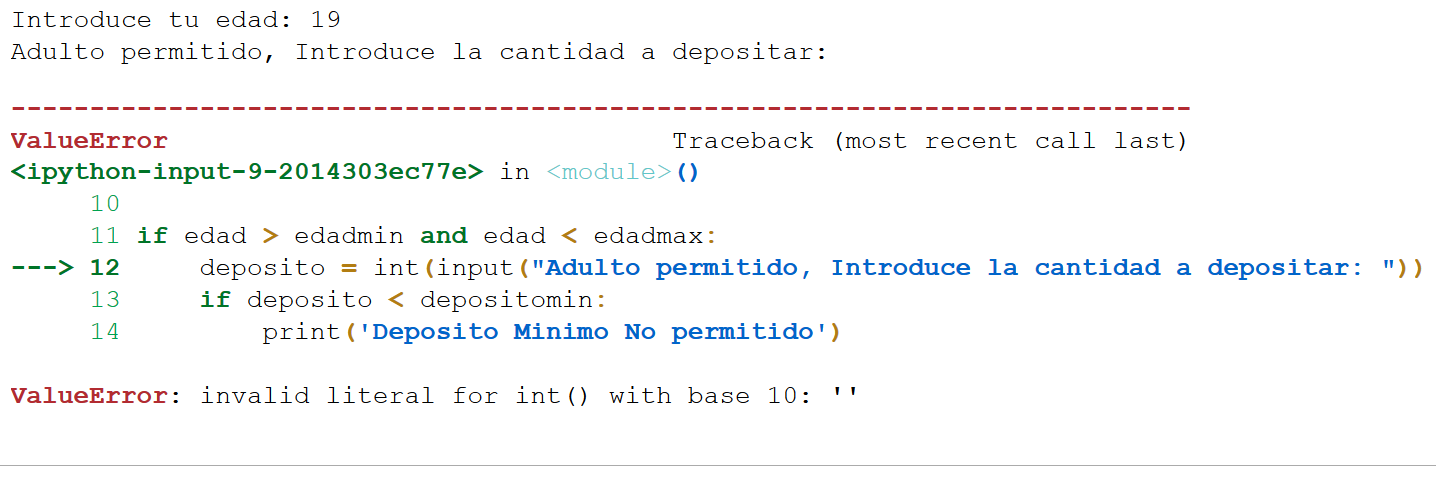 Introduce tu edad: 19
Adulto permitido, Introduce la cantidad a depositar:
---------------------------------------------------------------------------
ValueError                                Traceback (most recent call last)
<ipython-input-9-2014303ec77e> in <module>()
     10
     11 if edad > edadmin and edad < edadmax:
---> 12     deposito = int(input("Adulto permitido, Introduce la cantidad a depositar: "))
     13     if deposito < depositomin:
     14         print('Deposito Minimo No permitido')
ValueError: invalid literal for int() with base 10: ''